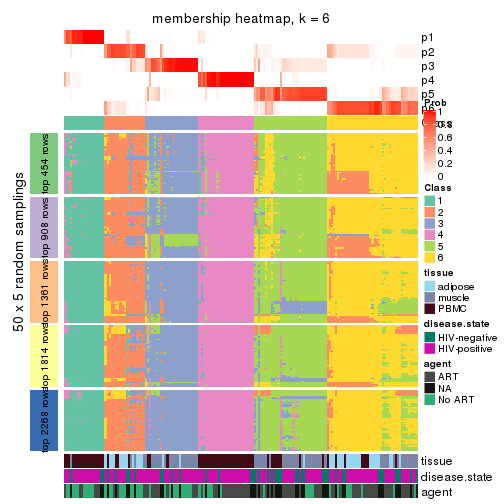 membership heatmap, k = 6
p1
p2
p3
p4
p5
p6
Prob
1
0.8
0.6
0.4
0.2
0
Class
1
2
3
4
5
6
tissue
adipose
muscle
PBMC
disease.state
HIV-negative
HIV-positive
agent
ART
NA
No ART
50 x 5 random samplings
top 454 rows
top 908 rows
top 1361 rows
top 1814 rows
top 2268 rows
tissue
disease.state
agent